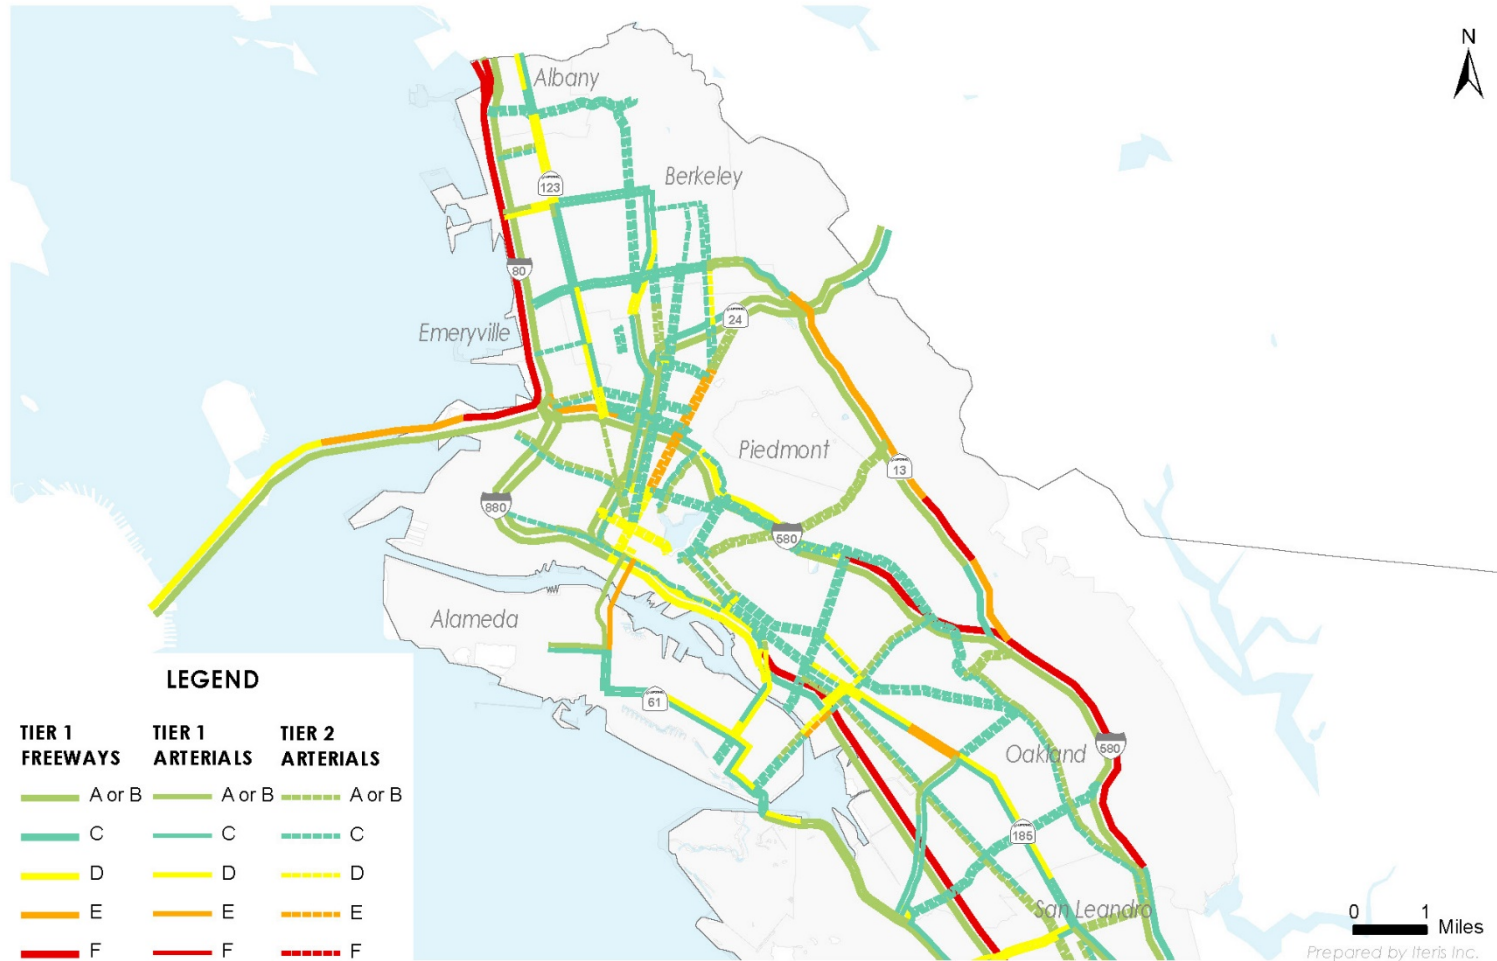 N
Albany
Berkeley
123
80
Emeryville
24
Piedmont
13
880
580
Alameda
61
Oakland
580
185
San Leandro
LEGEND
TIER 1 FREEWAYS
TIER 1 ARTERIALS
TIER 2 ARTERIALS
A or B
A or B
A or B
C
C
C
D
D
D
E
E
E
F
F
F
0 1 Miles
Prepared by Iteris Inc.